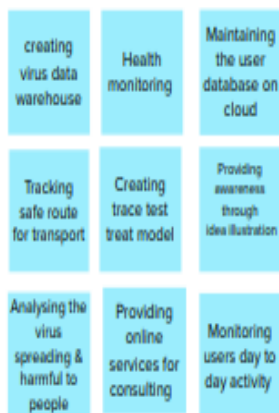 creating
virus data
warehouse
Health
monitoring
Maintaining
the user
database on
cloud
Tracking
safe route
for transport
Creating
trace test
treat model
Providing
awareness
through
idea illustration
Analysing the
virus
spreading &
harmful to
people
Providing
online
services for
consulting
Monitoring
users day to
day activity